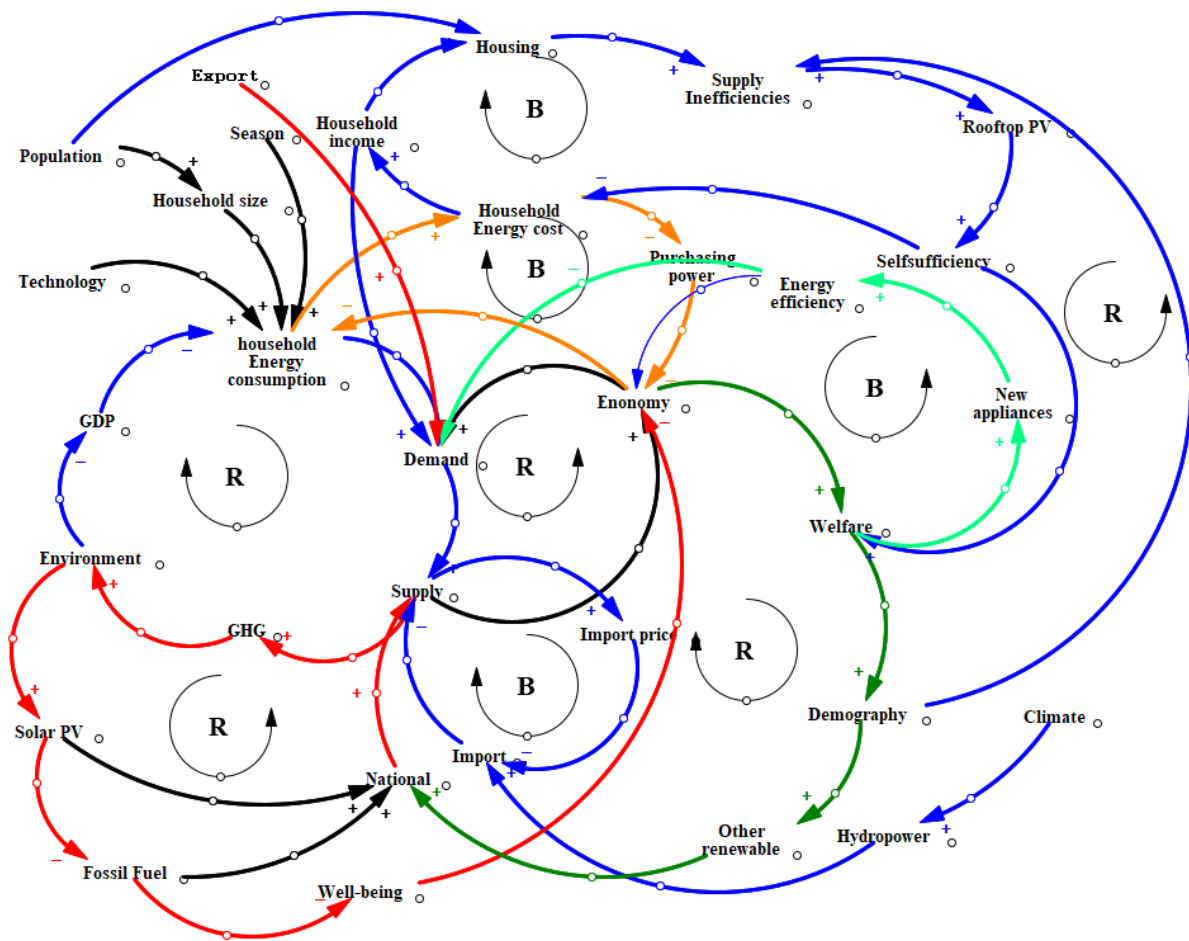 Housing
Export
Supply
Inefficiencies
B
Household
income
Season
Rooftop PV
Population
Household size
Household
Energy cost
Purchasing
power
Selfsufficiency
Technology
B
Energy
efficiency
R
household
Energy
consumption
B
New
appliances
Enonomy
GDP
Demand
R
R
Welfare
Environment
Supply
GHG
Import price
R
B
R
Solar PV
Demography
Climate
Import
National
Other
renewable
Hydropower
Fossil Fuel
Well-being